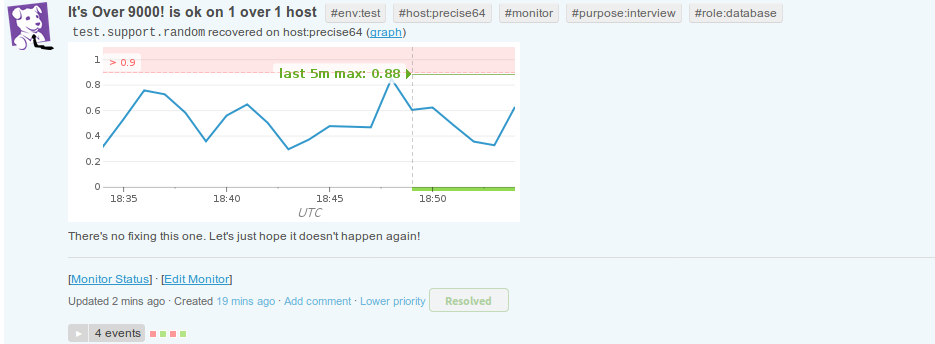 It's Over 9000! is ok on 1 over 1 host #env:test #host:precise64 #monitor #purpose:interview #role:database
test.support.random recovered on host:precise64 (graph)
1
> 0.9
last 5m max: 0.88
0.8
0.6
0.4
0.2
0
18:35 18:40 18:45 18:50
UTC
There's no fixing this one. Let's just hope it doesn't happen again!
[Monitor Status] · [Edit Monitor]
Updated 2 mins ago · Created 19 mins ago · Add comment · Lower priority Resolved
4 events